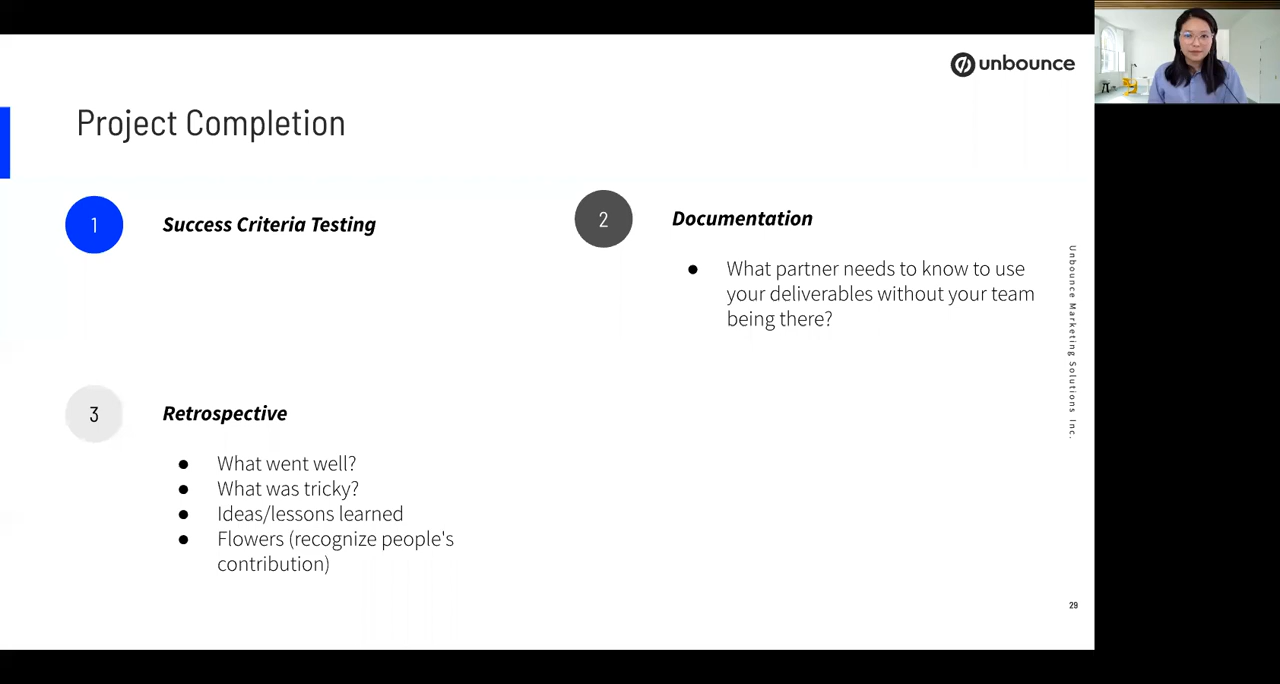 unbounce
Project Completion
1
Success Criteria Testing
2
Documentation
● What partner needs to know to use
your deliverables without your team
being there?
3
Retrospective
● What went well?
● What was tricky?
● Ideas/lessons learned
● Flowers (recognize people's
contribution)
Unbounce Marketing Solutions Inc.
29